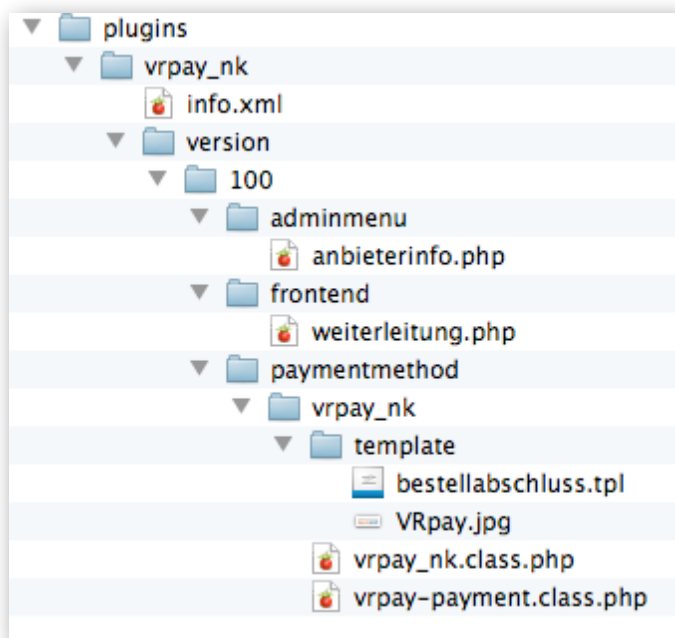 plugins
vrpay_nk
info.xml
version
100
adminmenu
anbieterinfo.php
frontend
weiterleitung.php
paymentmethod
vrpay_nk
template
bestellabschluss.tpl
VRpay.jpg
vrpay_nk.class.php
vrpay-payment.class.php